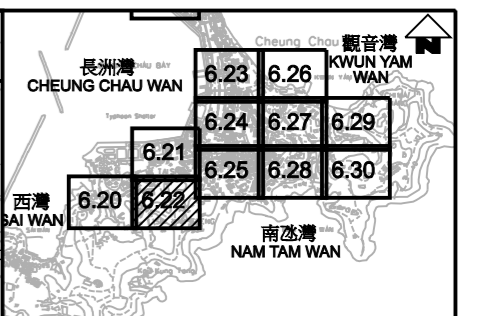 Cheung Chau
觀音灣
KWUN YAM
WAN
N
長洲灣
CHEUNG CHAU WAN
6.23
6.26
Typhoon Shelter
6.24
6.27
6.29
6.21
6.25
6.28
6.30
西灣
SAI WAN
6.20
6.22
南氹灣
NAM TAM WAN